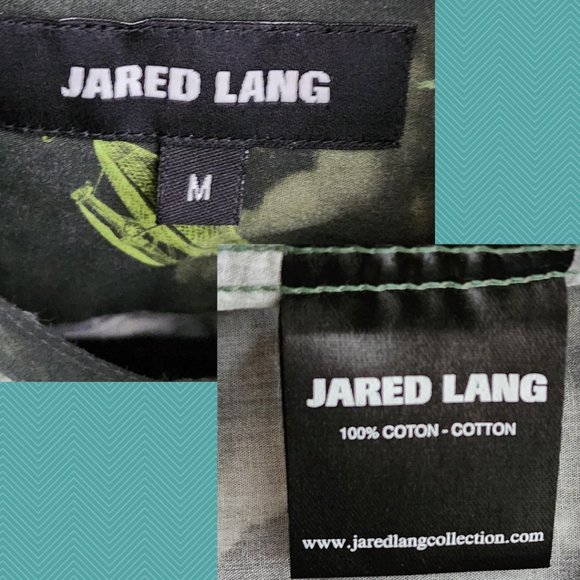 JARED LANG
M
JARED LANG
100% COTON - COTTON
www.jaredlangcollection.com